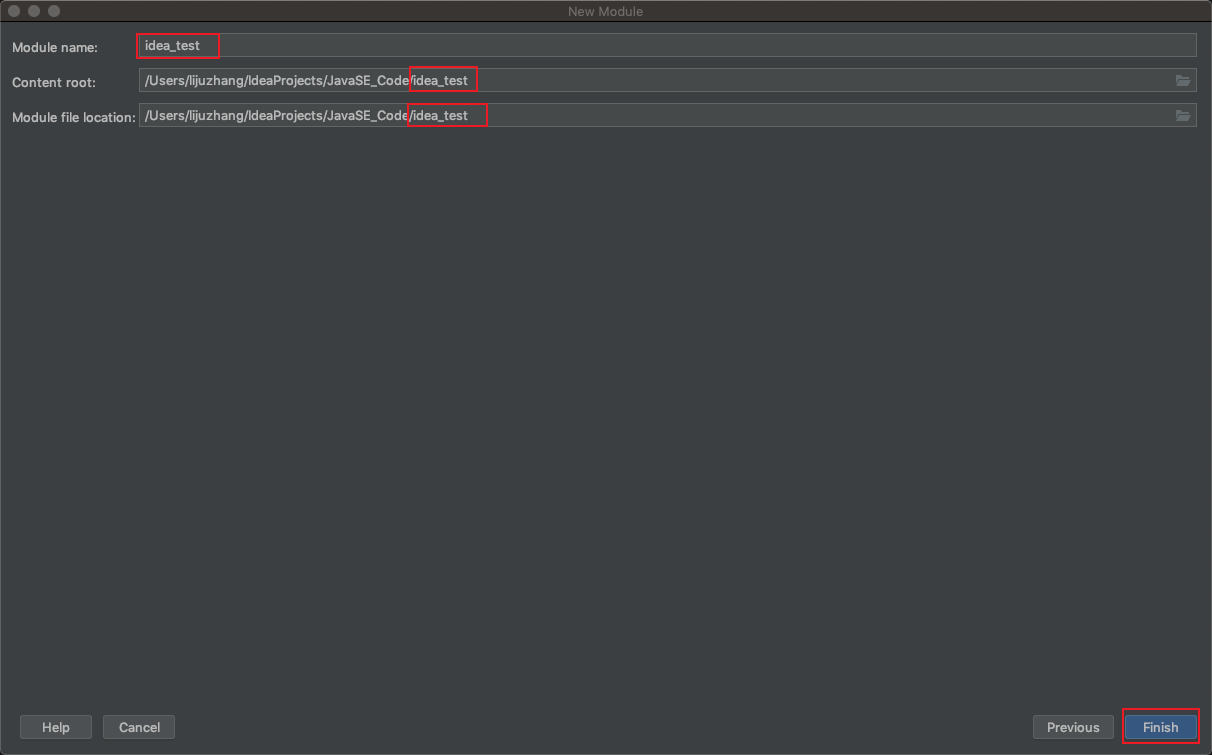 New Module
Module name: idea_test
Content root: /Users/lijuzhang/IdeaProjects/JavaSE_Code/idea_test
Module file location: /Users/lijuzhang/IdeaProjects/JavaSE_Code/idea_test
Help Cancel Previous Finish